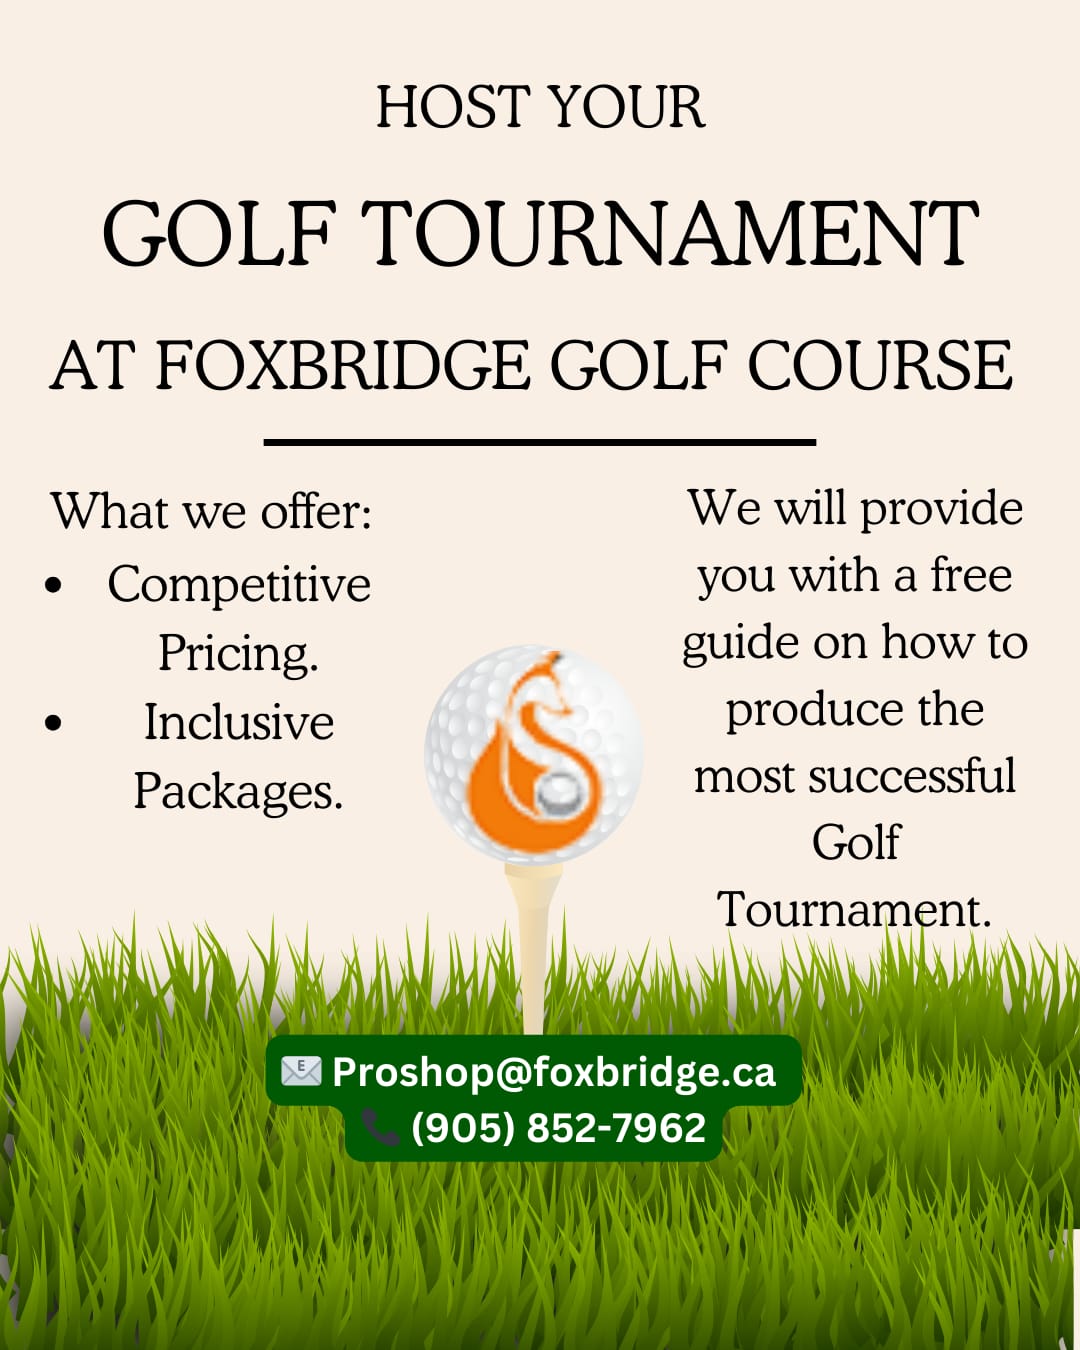 HOST YOUR
GOLF TOURNAMENT
AT FOXBRIDGE GOLF COURSE
What we offer:
• Competitive
Pricing.
• Inclusive
Packages.
We will provide
you with a free
guide on how to
produce the
most successful
Golf
Tournament.
📧 Proshop@foxbridge.ca
📞 (905) 852-7962